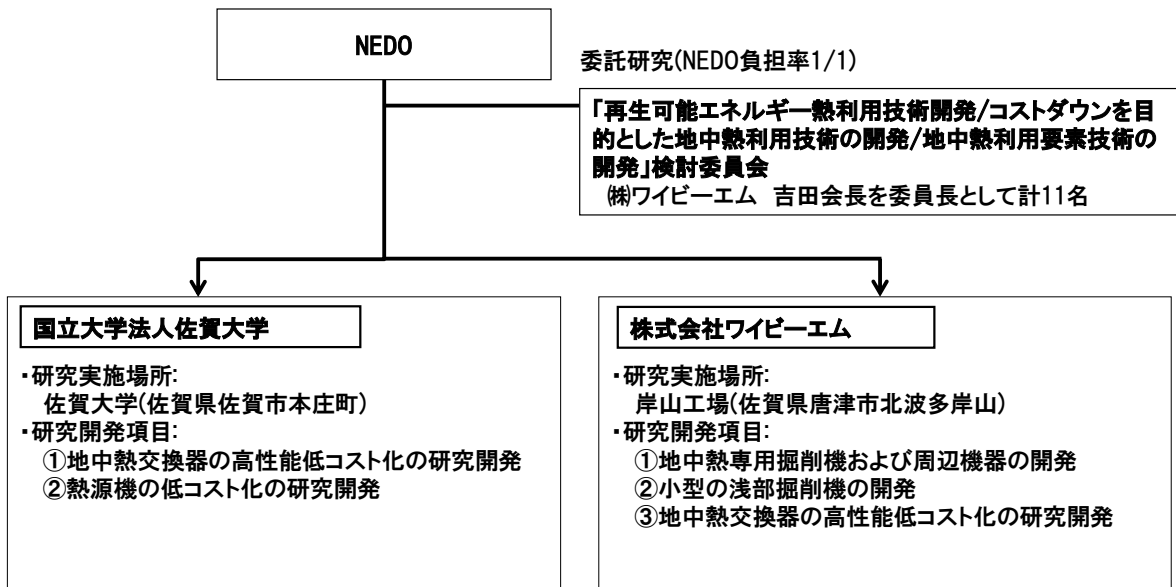 NEDO
委託研究(NEDO負担率1/1)
「再生可能エネルギー熱利用技術開発/コストダウンを目
的とした地中熱利用技術の開発/地中熱利用要素技術の
開発」検討委員会
㈱ワイビーエム 吉田会長を委員長として計11名
国立大学法人佐賀大学
・研究実施場所:
佐賀大学(佐賀県佐賀市本庄町)
・研究開発項目:
①地中熱交換器の高性能低コスト化の研究開発
②熱源機の低コスト化の研究開発
株式会社ワイビーエム
・研究実施場所:
岸山工場(佐賀県唐津市北波多岸山)
・研究開発項目:
①地中熱専用掘削機および周辺機器の開発
②小型の浅部掘削機の開発
③地中熱交換器の高性能低コスト化の研究開発